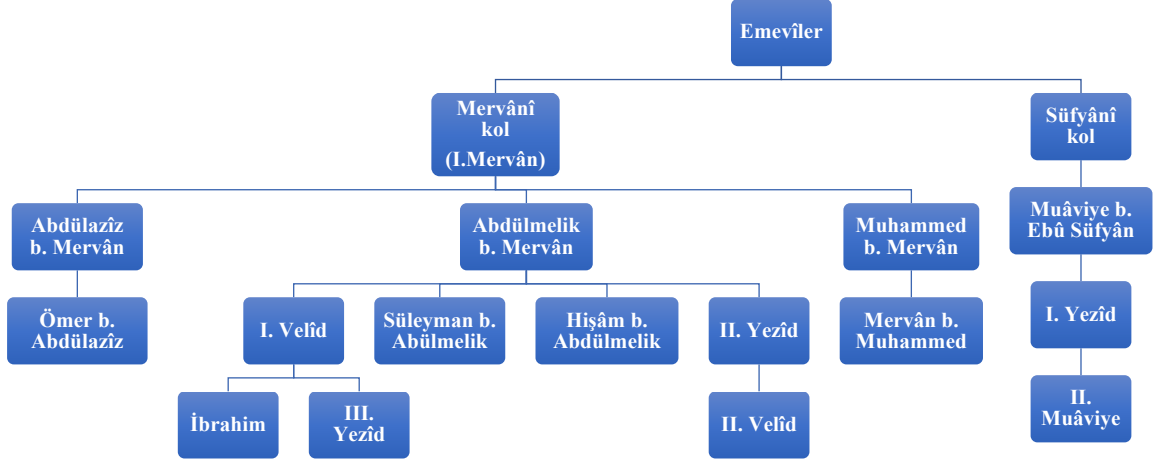 Emevîler
Mervânî
kol
(I.Mervân)
Süfyânî
kol
Abdülazîz
b. Mervân
Abdülmelik
b. Mervân
Muhammed
b. Mervân
Muâviye b.
Ebû Süfyân
Ömer b.
Abdülazîz
I. Velîd
Süleyman b.
Abülmelik
Hişâm b.
Abdülmelik
II. Yezîd
Mervân b.
Muhammed
I. Yezîd
İbrahim
III.
Yezîd
II. Velîd
II.
Muâviye